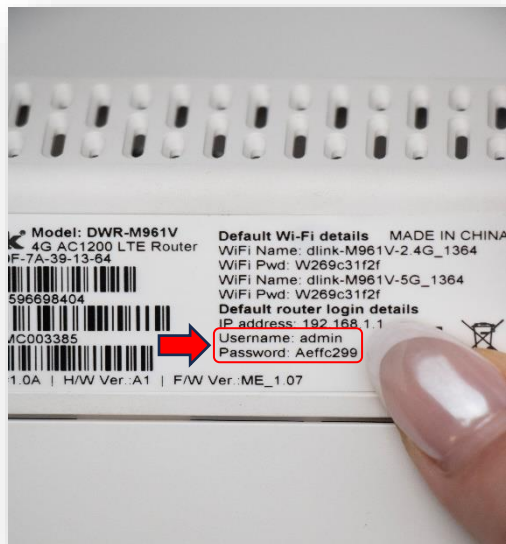 Model: DWR-M961V
4G AC1200 LTE Router
F-7A-39-13-64
596698404
MC003385
1.0A | H/W Ver.:A1 | F/W Ver.:ME_1.07
Default Wi-Fi details MADE IN CHINA
WiFi Name: dlink-M961V-2.4G_1364
WiFi Pwd: W269c31f2f
WiFi Name: dlink-M961V-5G_1364
WiFi Pwd: W269c31f2f
Default router login details
IP address: 192.168.1.1
Username: admin
Password: Aeffc299